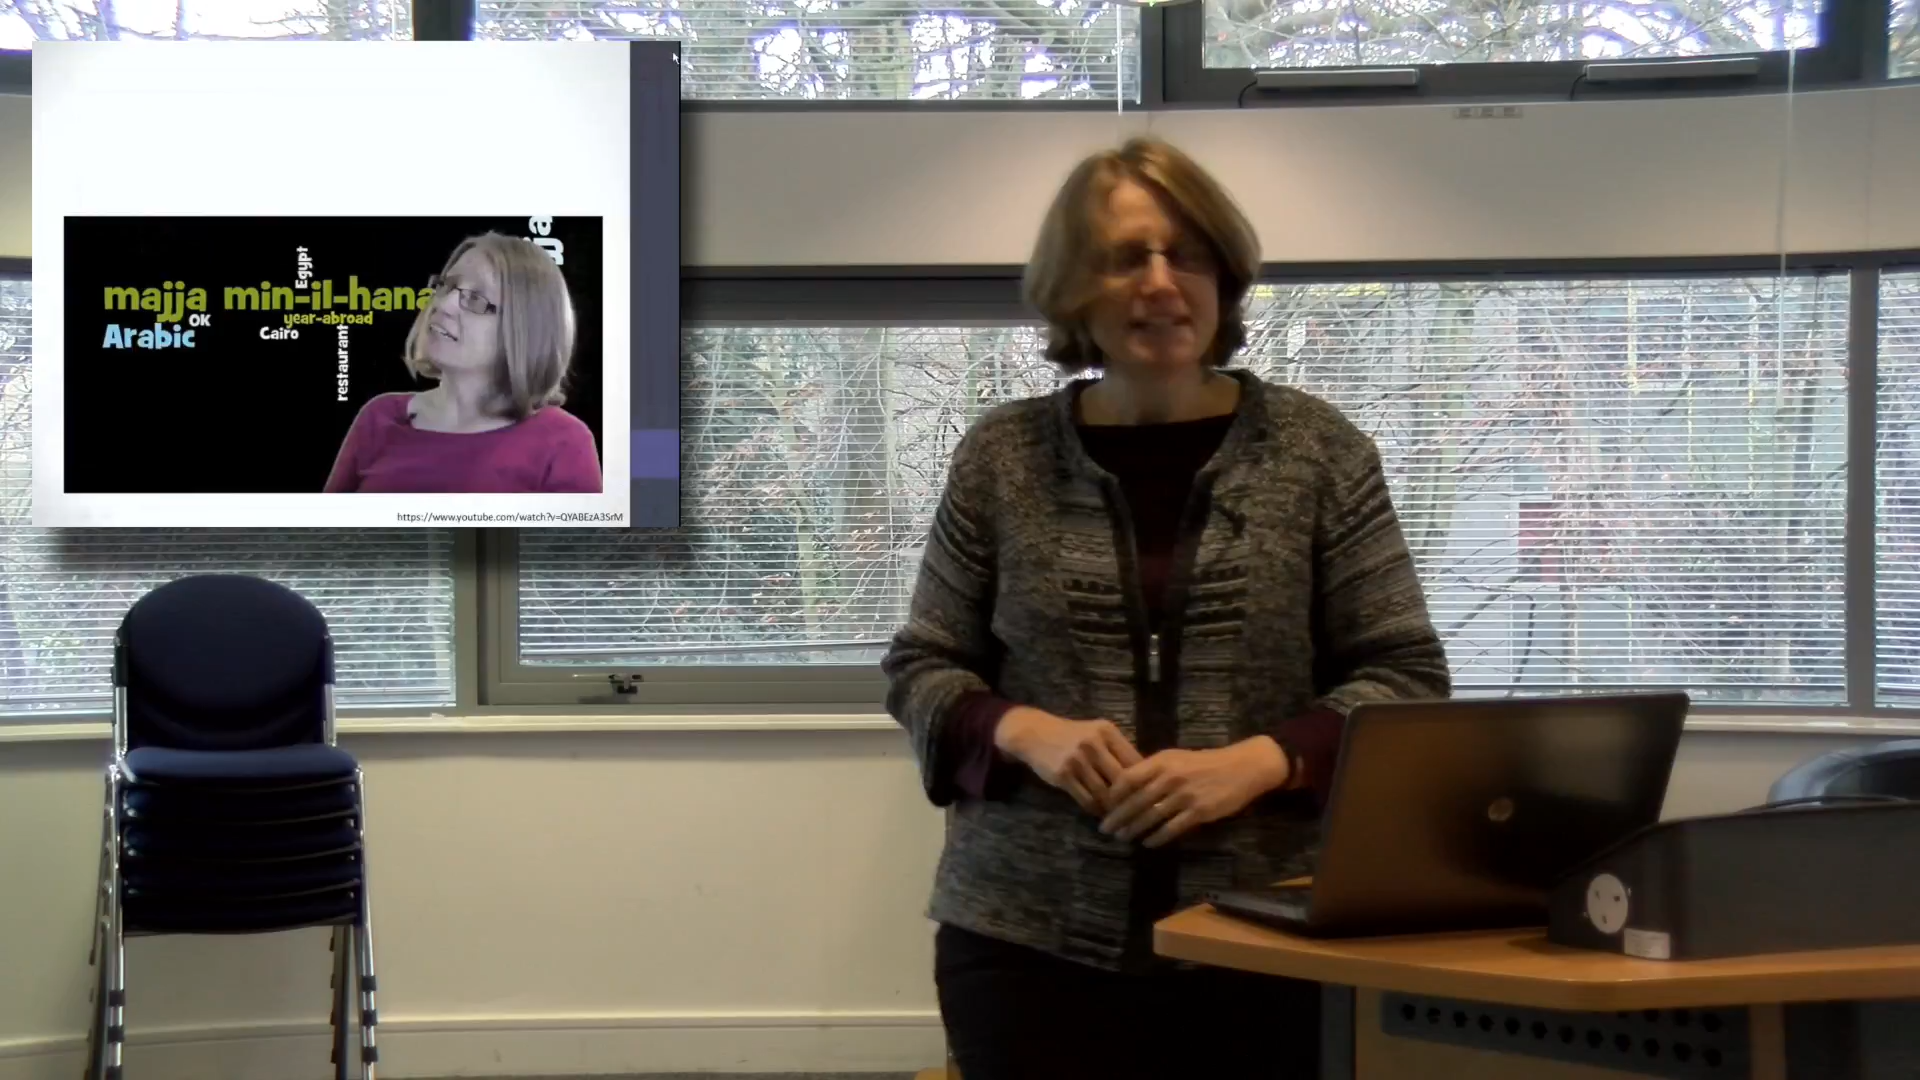 Egypt
majja min-il-hana
OK
year-abroad
Arabic
Cairo
restaurant
https://www.youtube.com/watch?v=QYABEzA3SrM